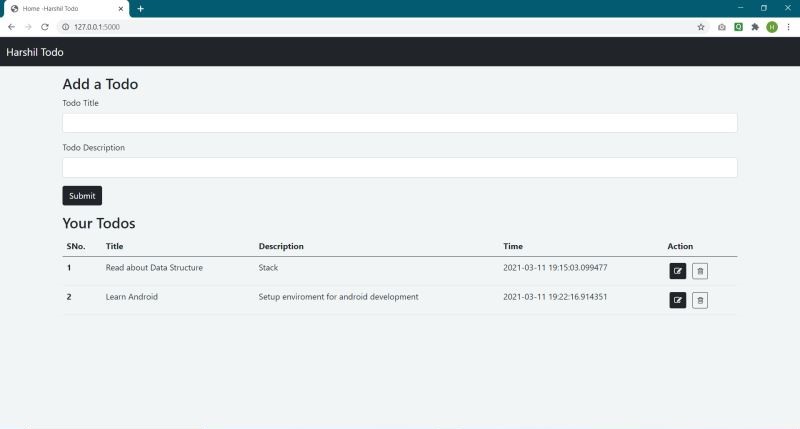 Home -Harshil Todo
127.0.0.1:5000
H
Harshil Todo
Add a Todo
Todo Title
Todo Description
Submit
Your Todos
SNo. Title Description Time Action
1 Read about Data Structure Stack 2021-03-11 19:15:03.099477
2 Learn Android Setup enviroment for android development 2021-03-11 19:22:16.914351